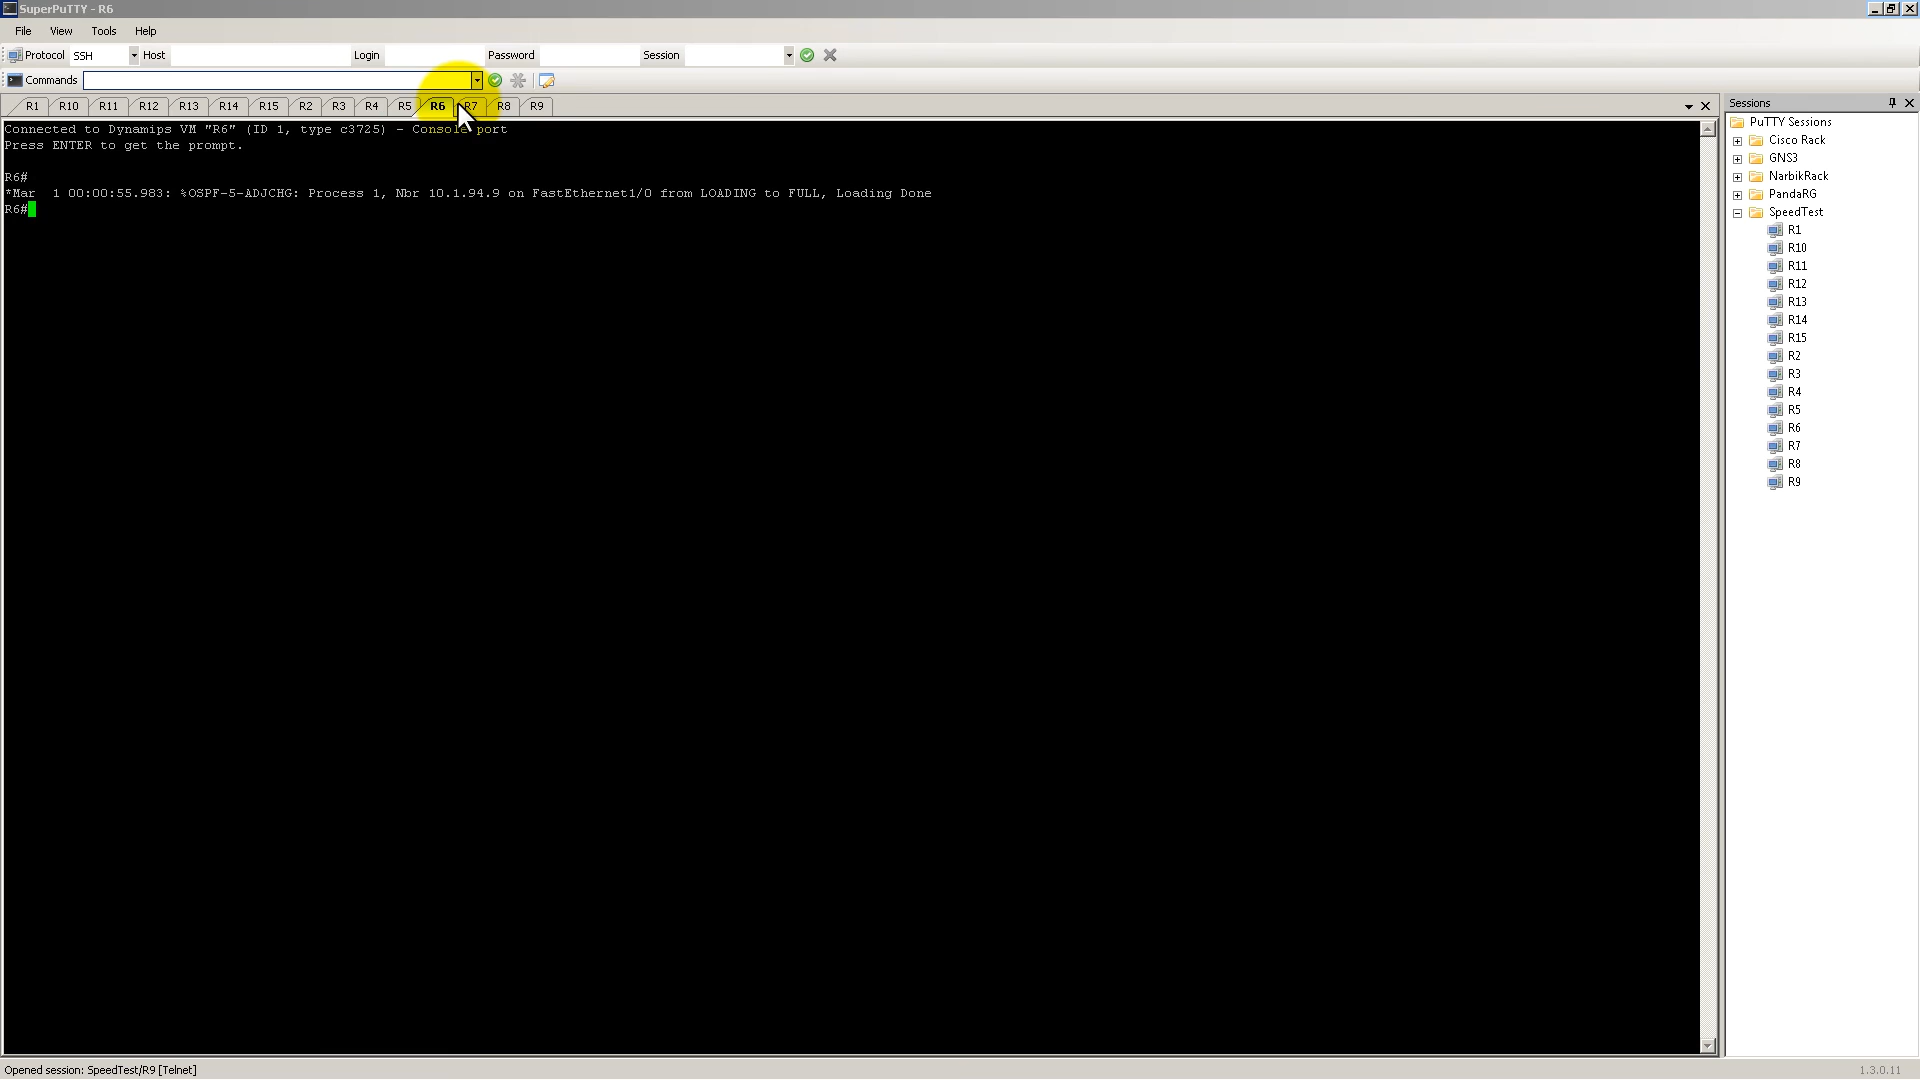 SuperPuTTY - R6
File View Tools Help
Protocol SSH Host Login Password Session
Commands
R1 R10 R11 R12 R13 R14 R15 R2 R3 R4 R5 R6 R7 R8 R9
Connected to Dynamips VM "R6" (ID 1, type c3725) - Console port
Press ENTER to get the prompt.
R6#
*Mar  1 00:00:55.983: %OSPF-5-ADJCHG: Process 1, Nbr 10.1.94.9 on FastEthernet1/0 from LOADING to FULL, Loading Done
R6#
Sessions
PuTTY Sessions
Cisco Rack
GNS3
NarbikRack
PandaRG
SpeedTest
R1
R10
R11
R12
R13
R14
R15
R2
R3
R4
R5
R6
R7
R8
R9
Opened session: SpeedTest/R9 [Telnet]
1.3.0.11